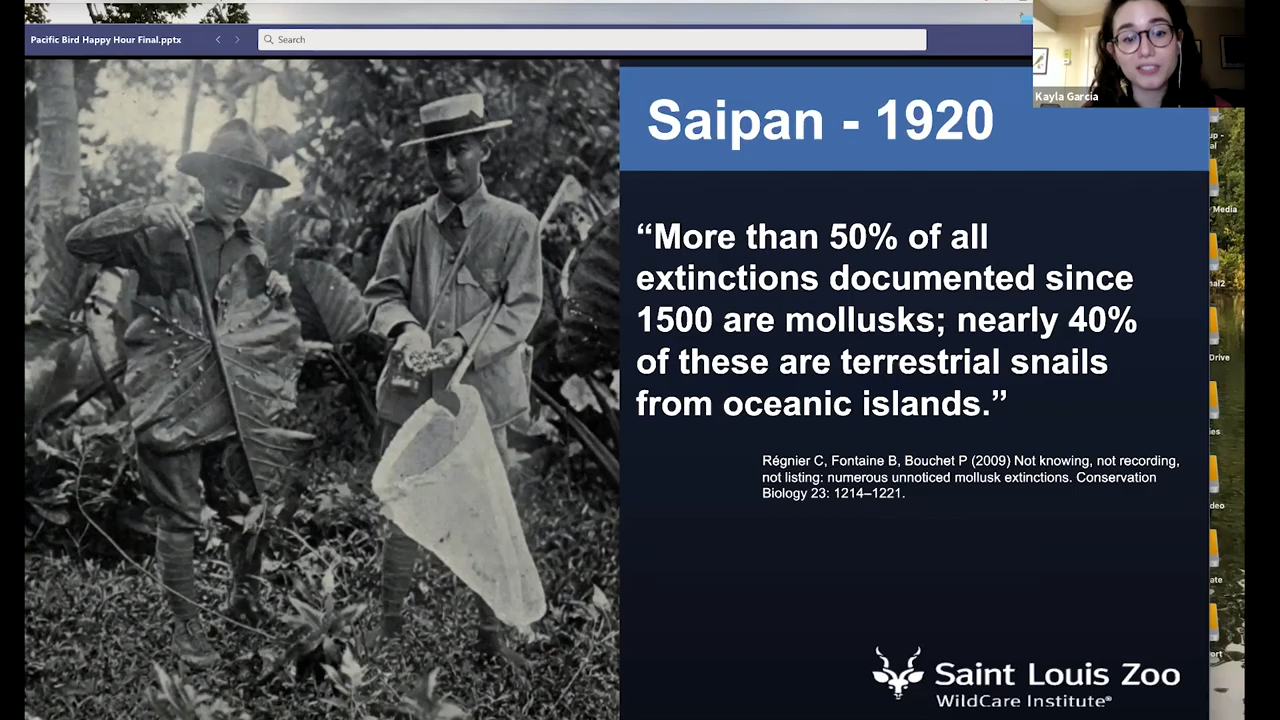 Pacific Bird Happy Hour Final.pptx
Search
Kayla Garcia
Saipan - 1920
“More than 50% of all
extinctions documented since
1500 are mollusks; nearly 40%
of these are terrestrial snails
from oceanic islands.”
Régnier C, Fontaine B, Bouchet P (2009) Not knowing, not recording,
not listing: numerous unnoticed mollusk extinctions. Conservation
Biology 23: 1214–1221.
Saint Louis Zoo
WildCare Institute®
Media
Drive